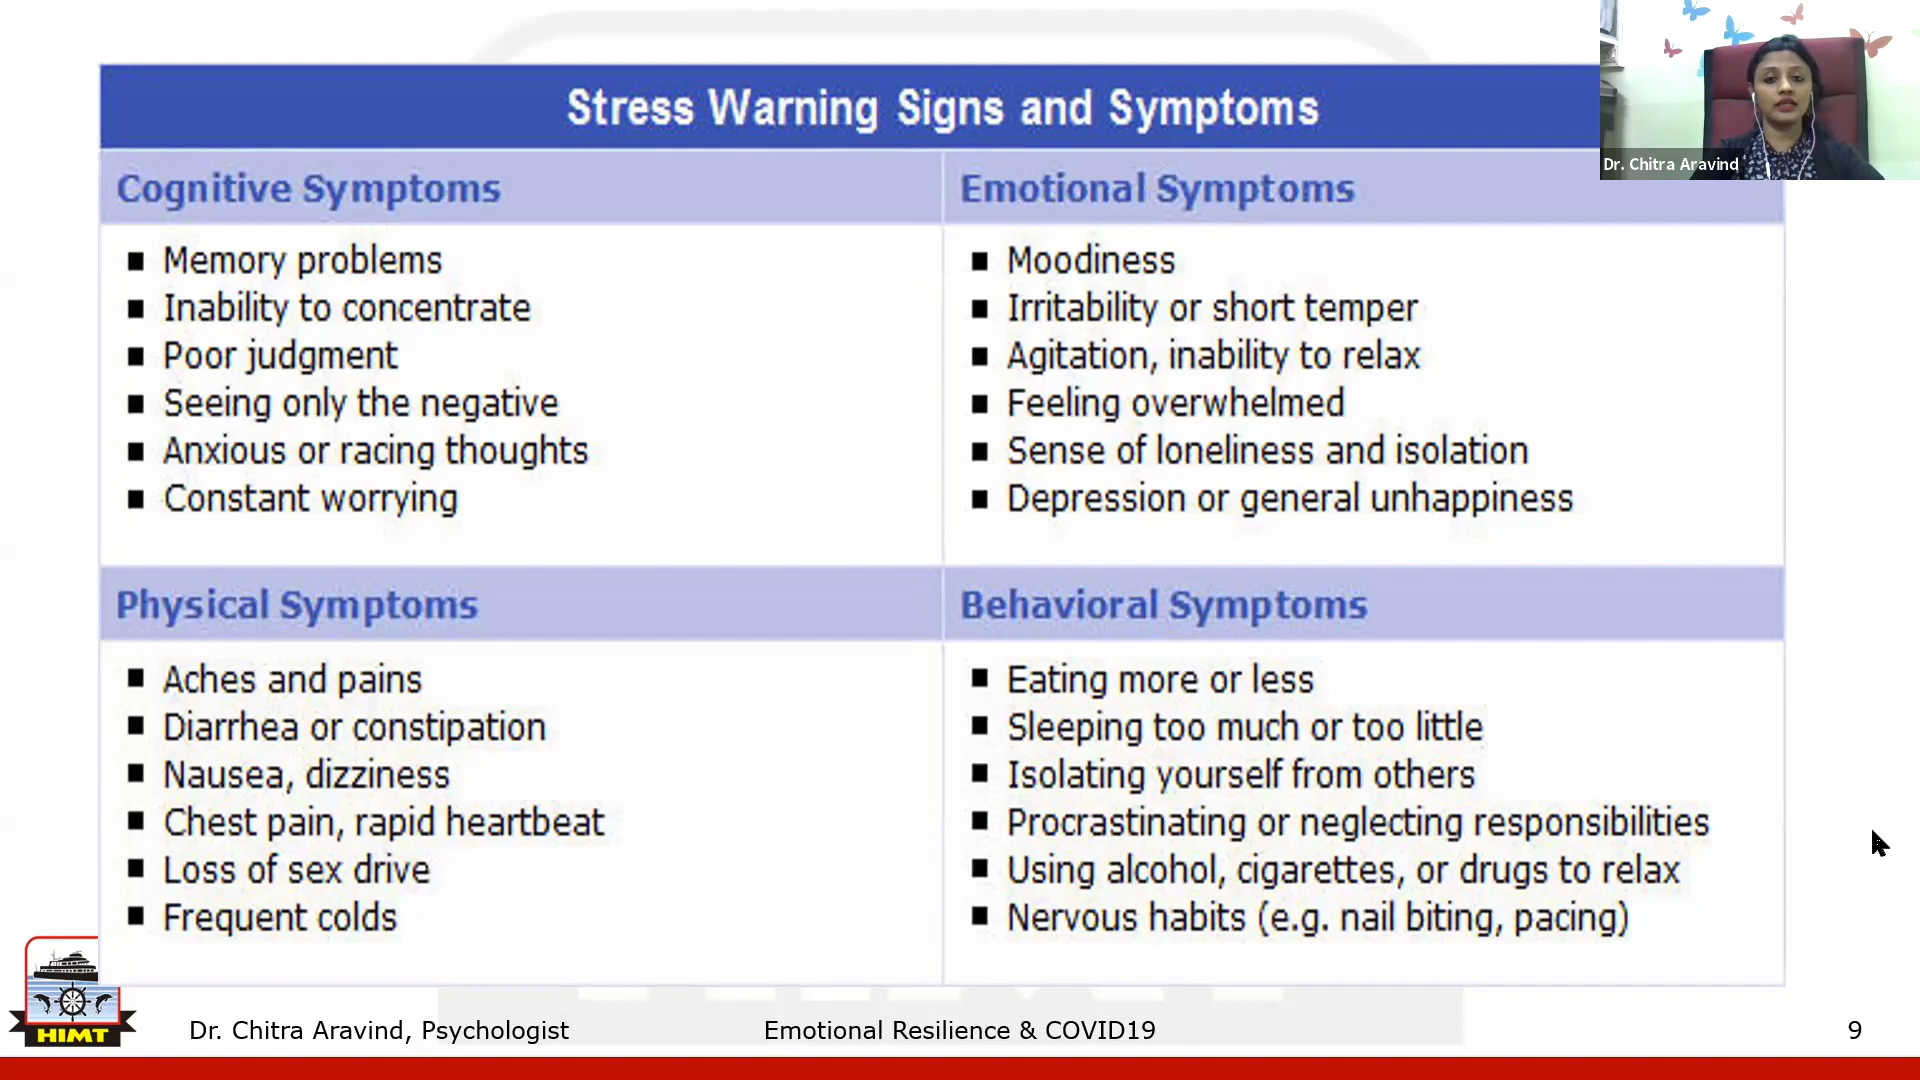 Stress Warning Signs and Symptoms
Dr. Chitra Aravind
Cognitive Symptoms
■ Memory problems
■ Inability to concentrate
■ Poor judgment
■ Seeing only the negative
■ Anxious or racing thoughts
■ Constant worrying
Emotional Symptoms
■ Moodiness
■ Irritability or short temper
■ Agitation, inability to relax
■ Feeling overwhelmed
■ Sense of loneliness and isolation
■ Depression or general unhappiness
Physical Symptoms
■ Aches and pains
■ Diarrhea or constipation
■ Nausea, dizziness
■ Chest pain, rapid heartbeat
■ Loss of sex drive
■ Frequent colds
Behavioral Symptoms
■ Eating more or less
■ Sleeping too much or too little
■ Isolating yourself from others
■ Procrastinating or neglecting responsibilities
■ Using alcohol, cigarettes, or drugs to relax
■ Nervous habits (e.g. nail biting, pacing)
HIMT
Dr. Chitra Aravind, Psychologist
Emotional Resilience & COVID19
9